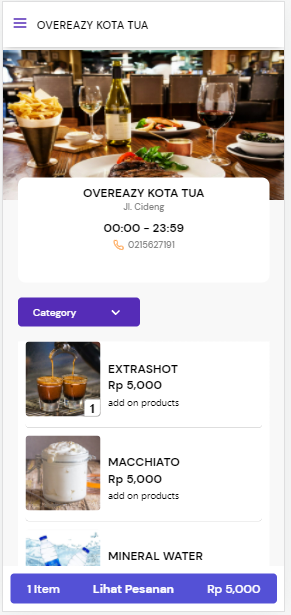 OVEREAZY KOTA TUA
OVEREAZY KOTA TUA
Jl. Cideng
00:00 - 23:59
0215627191
Category
EXTRASHOT
Rp 5,000
add on products
1
MACCHIATO
Rp 5,000
add on products
MINERAL WATER
1 Item Lihat Pesanan Rp 5,000